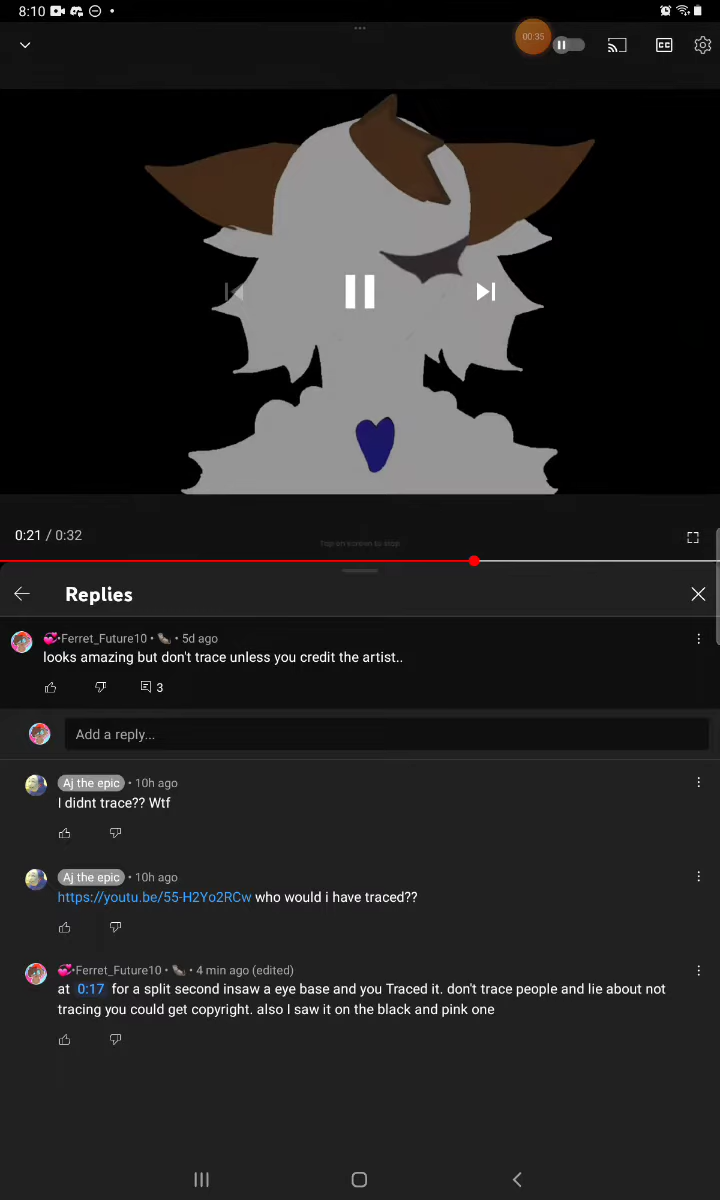 8:10
00:35
CC
0:21 / 0:32
Tap on screen to stop
Replies
Ferret_Future10 • 5d ago
looks amazing but don't trace unless you credit the artist..
3
Add a reply...
Aj the epic • 10h ago
I didnt trace?? Wtf
Aj the epic • 10h ago
https://youtu.be/55-H2Yo2RCw who would i have traced??
Ferret_Future10 • 4 min ago (edited)
at 0:17 for a split second insaw a eye base and you Traced it. don't trace people and lie about not
tracing you could get copyright. also I saw it on the black and pink one